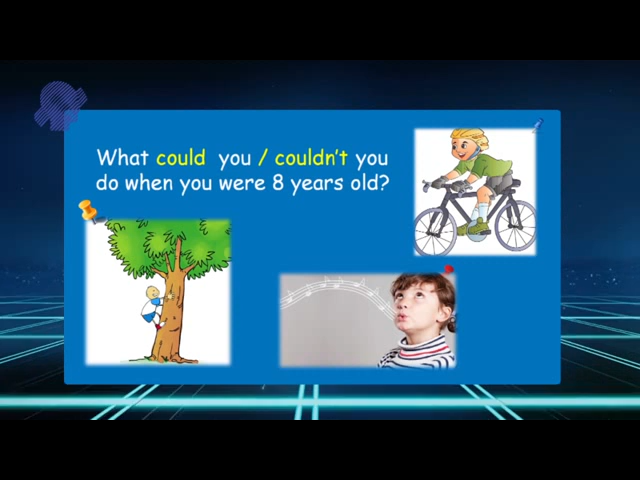 What could you / couldn't you
do when you were 8 years old?